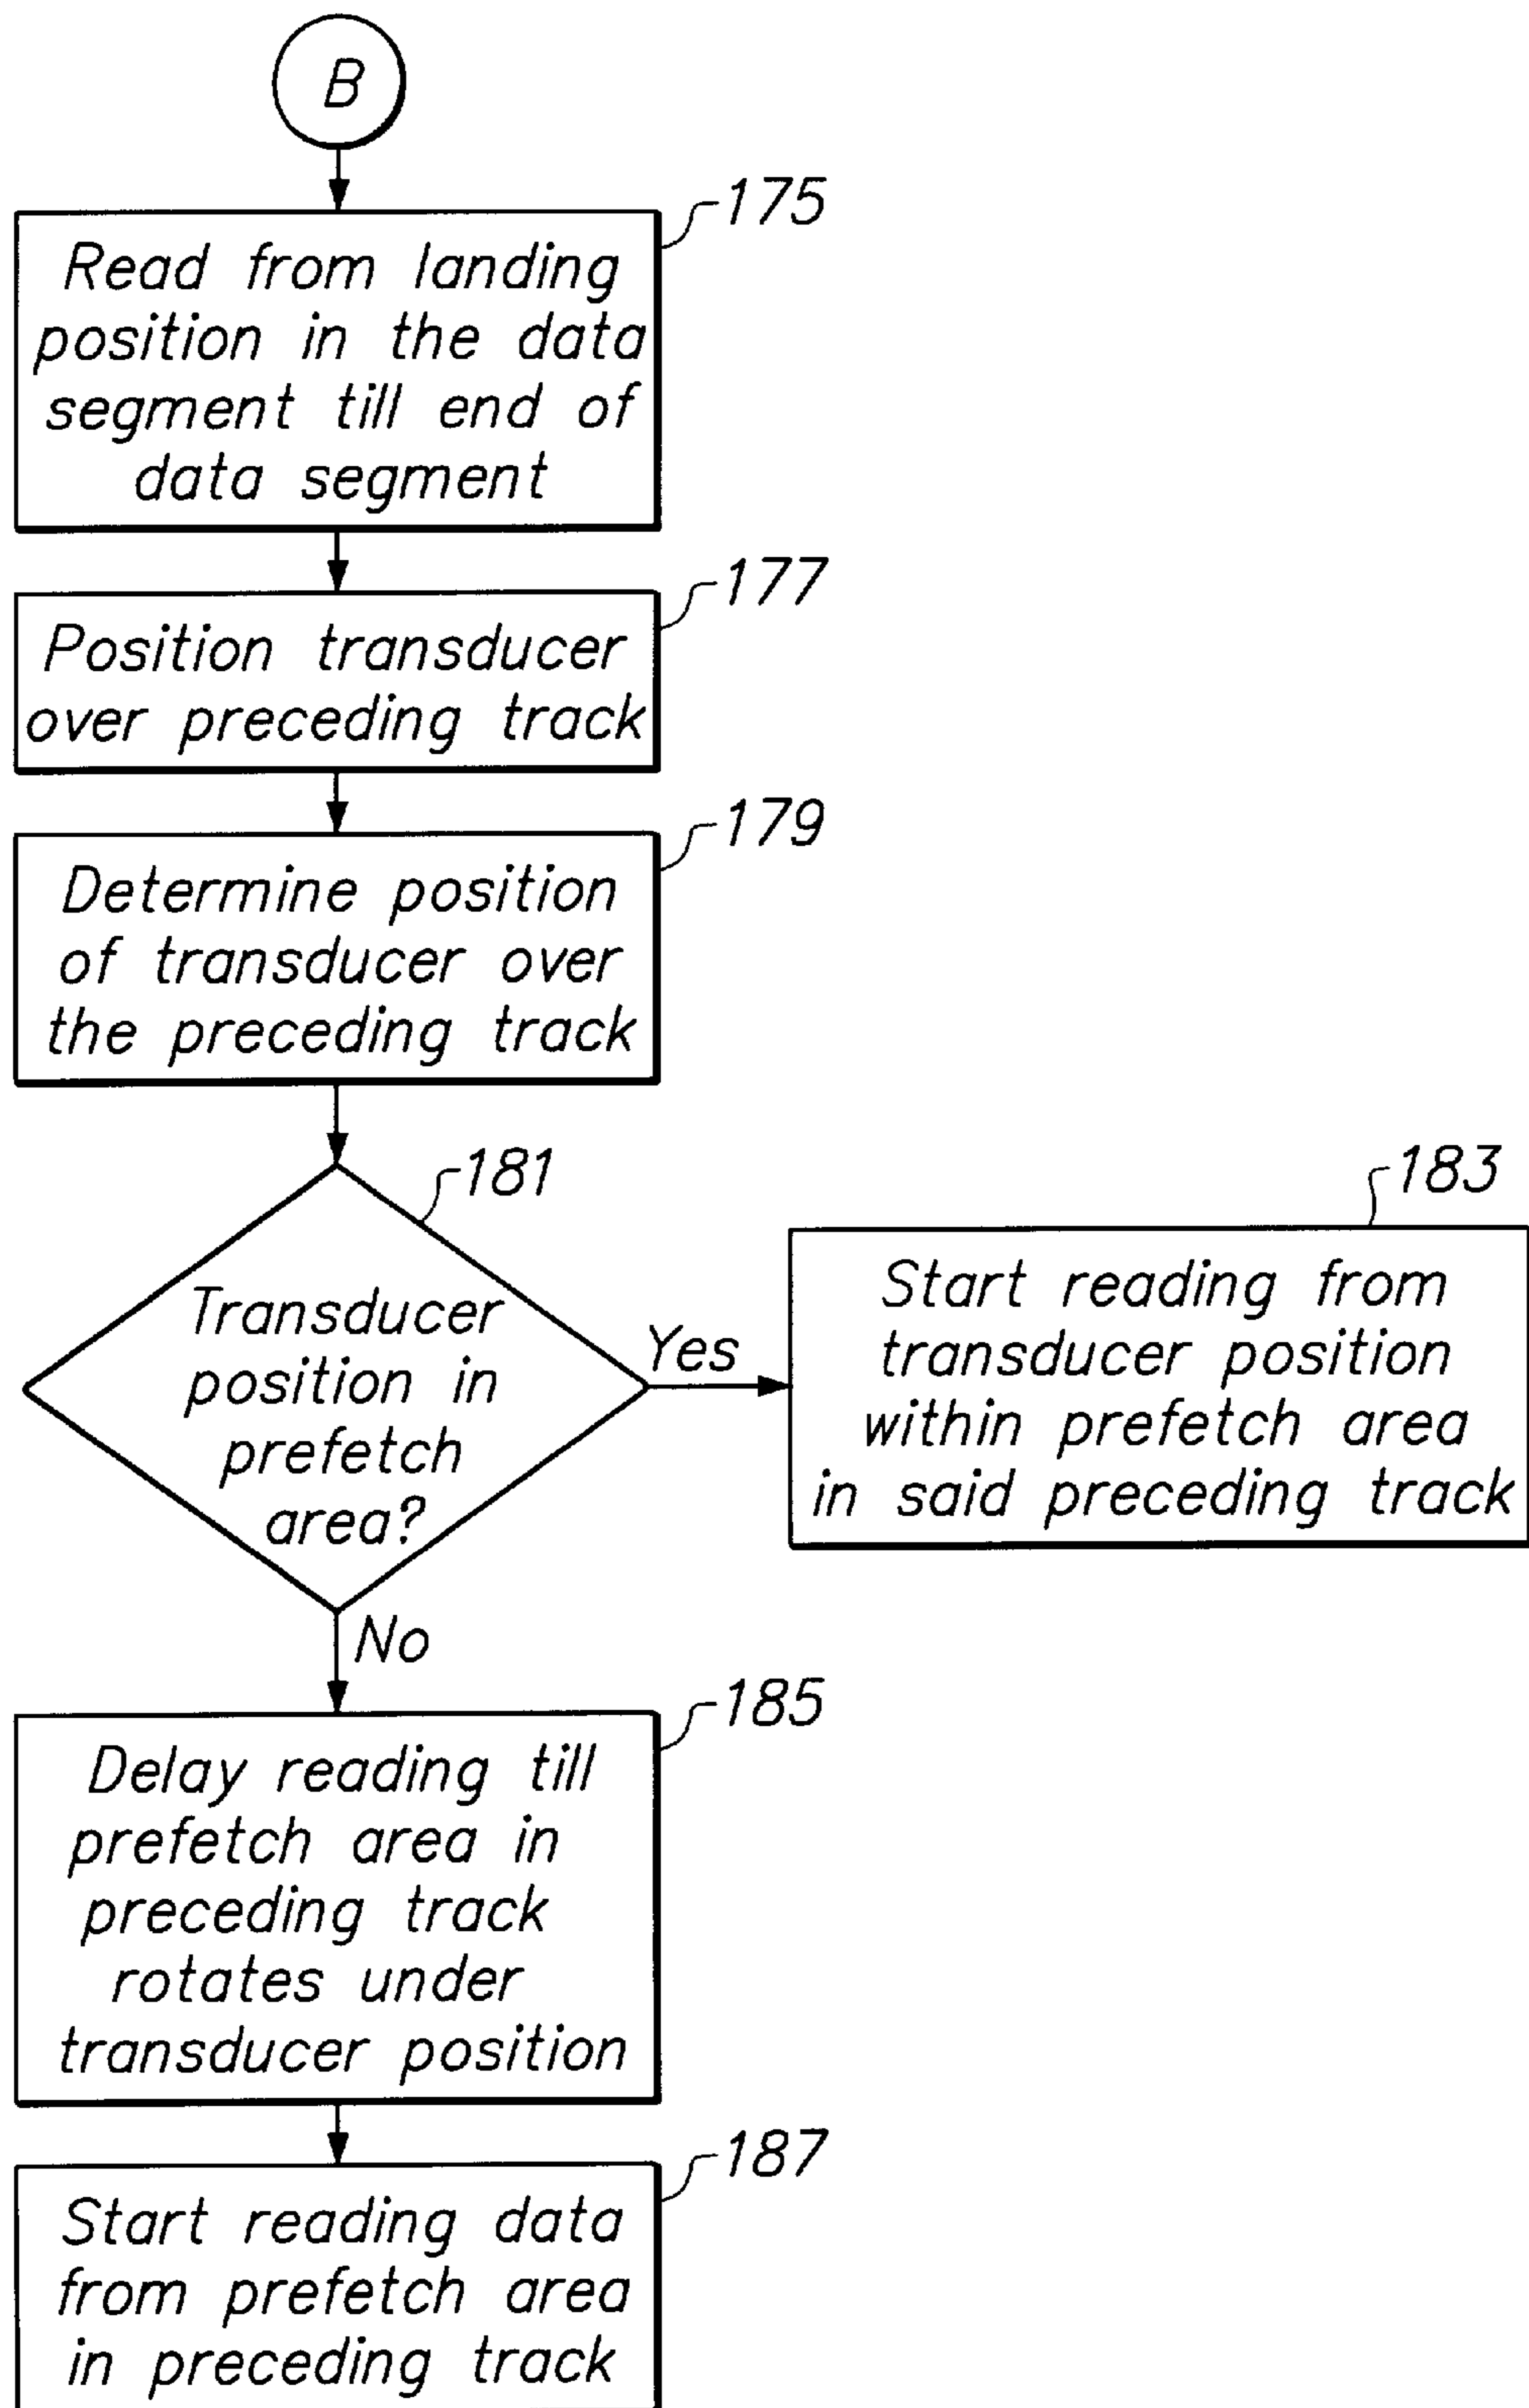 B
175
Read from landing
position in the data
segment till end of
data segment
177
Position transducer
over preceding track
179
Determine position
of transducer over
the preceding track
181
Transducer
position in
prefetch
area?
Yes
183
Start reading from
transducer position
within prefetch area
in said preceding track
No
185
Delay reading till
prefetch area in
preceding track
rotates under
transducer position
187
Start reading data
from prefetch area
in preceding track